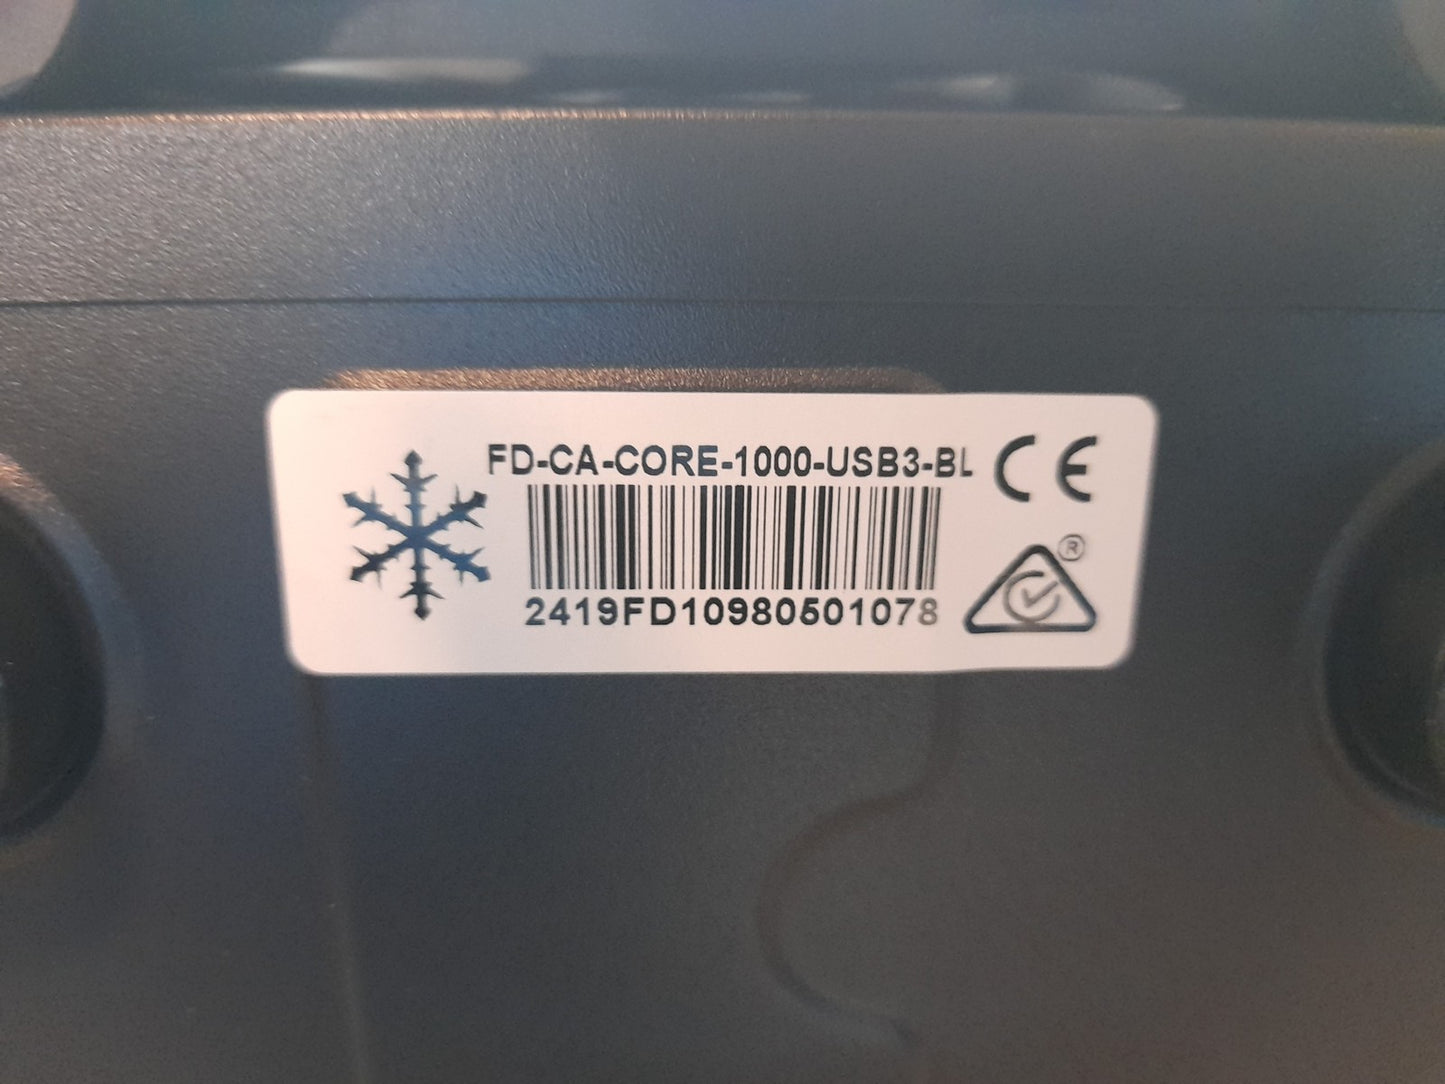 FD-CA-CORE-1000-USB3-BL
CE
®
2419FD10980501078